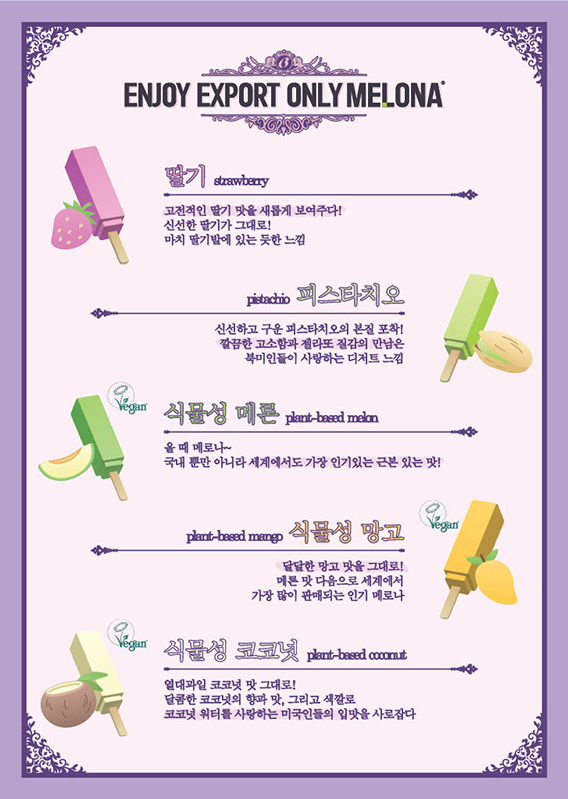 ENJOY EXPORT ONLY MELONA
딸기 strawberry
고전적인 딸기 맛을 새롭게 보여주다!
신선한 딸기가 그대로!
마치 딸기밭에 있는 듯한 느낌
pistachio 피스타치오
신선하고 구운 피스타치오의 본질 포착!
깔끔한 고소함과 젤라또 질감의 만남은
북미인들이 사랑하는 디저트 느낌
Vegan
식물성 메론 plant-based melon
올 때 메로나~
국내 뿐만 아니라 세계에서도 가장 인기있는 근본 있는 맛!
plant-based mango 식물성 망고
Vegan
달달한 망고 맛을 그대로!
메론 맛 다음으로 세계에서
가장 많이 판매되는 인기 메로나
Vegan
식물성 코코넛 plant-based coconut
열대과일 코코넛 맛 그대로!
달콤한 코코넛의 향과 맛, 그리고 색깔로
코코넛 워터를 사랑하는 미국인들의 입맛을 사로잡다